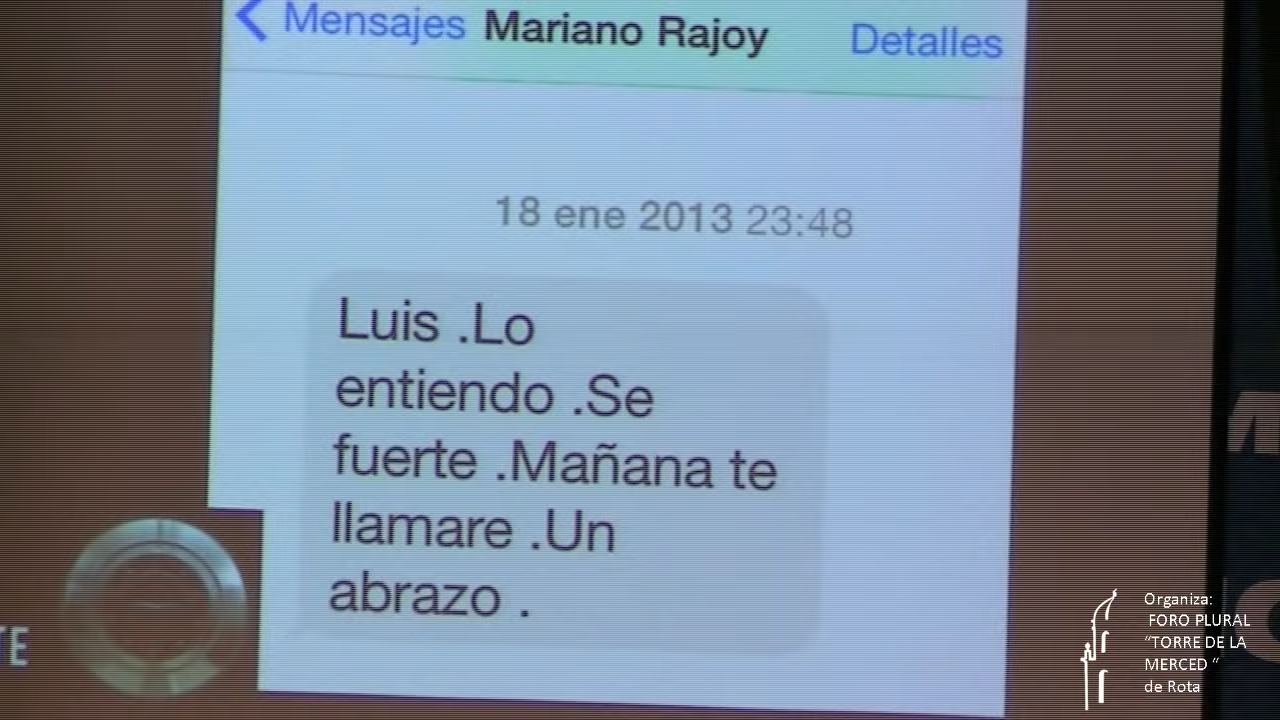 Mensajes Mariano Rajoy Detalles
18 ene 2013 23:48
Luis .Lo
entiendo .Se
fuerte .Mañana te
llamare .Un
abrazo .
TE
Organiza:
FORO PLURAL
"TORRE DE LA
MERCED "
de Rota